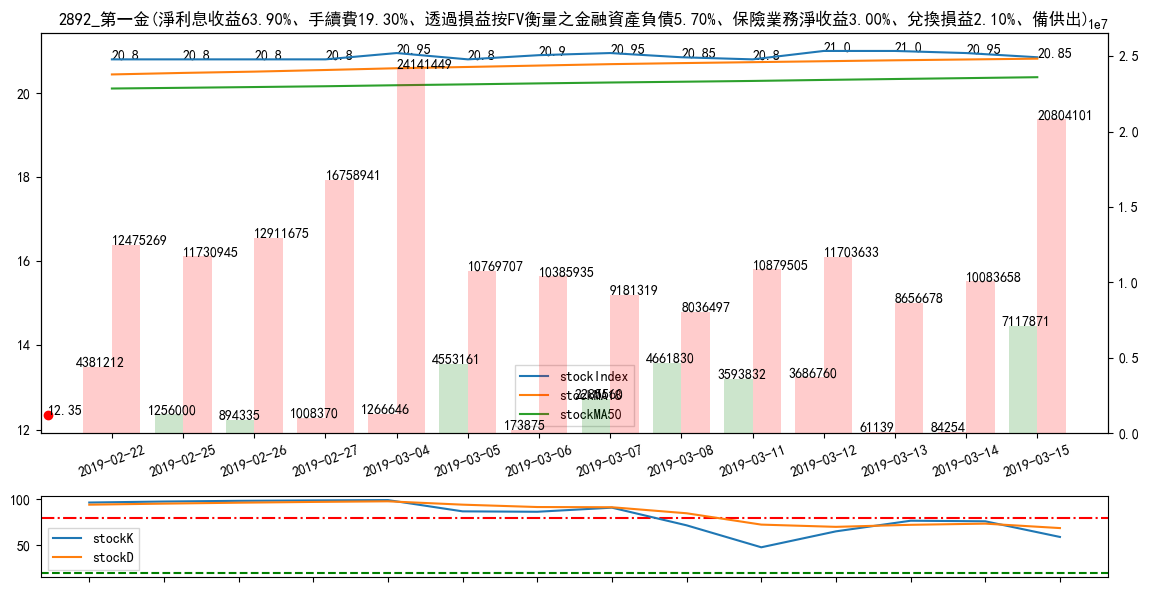 2892_第一金(淨利息收益63.90%、手續費19.30%、透過損益按FV衡量之金融資產負債5.70%、保險業務淨收益3.00%、兌換損益2.10%、備供出)
1e7
20.8 20.8 20.8 20.8 20.95 20.8 20.9 20.95 20.85 20.8 21.0 21.0 20.95 20.85
2.5
24141449
20
20804101
2.0
18
16758941
1.5
12475269 11730945 12911675 10769707 10385935 10879505 11703633 10083658
16
9181319 8036497 8656678
1.0
14
7117871
4381212 4553161 4661830 3593832 3686760
0.5
stockIndex
stockMA50
12.35 1256000 894335 1008370 1266646 173875 61139 84254
12
0.0
2019-02-22 2019-02-25 2019-02-26 2019-02-27 2019-03-04 2019-03-05 2019-03-06 2019-03-07 2019-03-08 2019-03-11 2019-03-12 2019-03-13 2019-03-14 2019-03-15
100
50
stockK
stockD